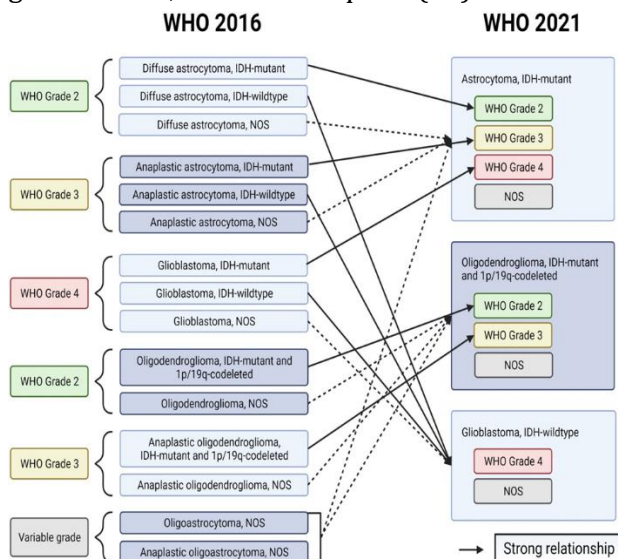 WHO 2016
WHO 2021
WHO Grade 2
Diffuse astrocytoma, IDH-mutant
Diffuse astrocytoma, IDH-wildtype
Diffuse astrocytoma, NOS
WHO Grade 3
Anaplastic astrocytoma, IDH-mutant
Anaplastic astrocytoma, IDH-wildtype
Anaplastic astrocytoma, NOS
WHO Grade 4
Glioblastoma, IDH-mutant
Glioblastoma, IDH-wildtype
Glioblastoma, NOS
WHO Grade 2
Oligodendroglioma, IDH-mutant and
1p/19q-codeleted
Oligodendroglioma, NOS
WHO Grade 3
Anaplastic oligodendroglioma,
IDH-mutant and 1p/19q-codeleted
Anaplastic oligodendroglioma, NOS
Variable grade
Oligoastrocytoma, NOS
Anaplastic oligoastrocytoma, NOS
Astrocytoma, IDH-mutant
WHO Grade 2
WHO Grade 3
WHO Grade 4
NOS
Oligodendroglioma, IDH-mutant
and 1p/19q-codeleted
WHO Grade 2
WHO Grade 3
NOS
Glioblastoma, IDH-wildtype
WHO Grade 4
NOS
Strong relationship